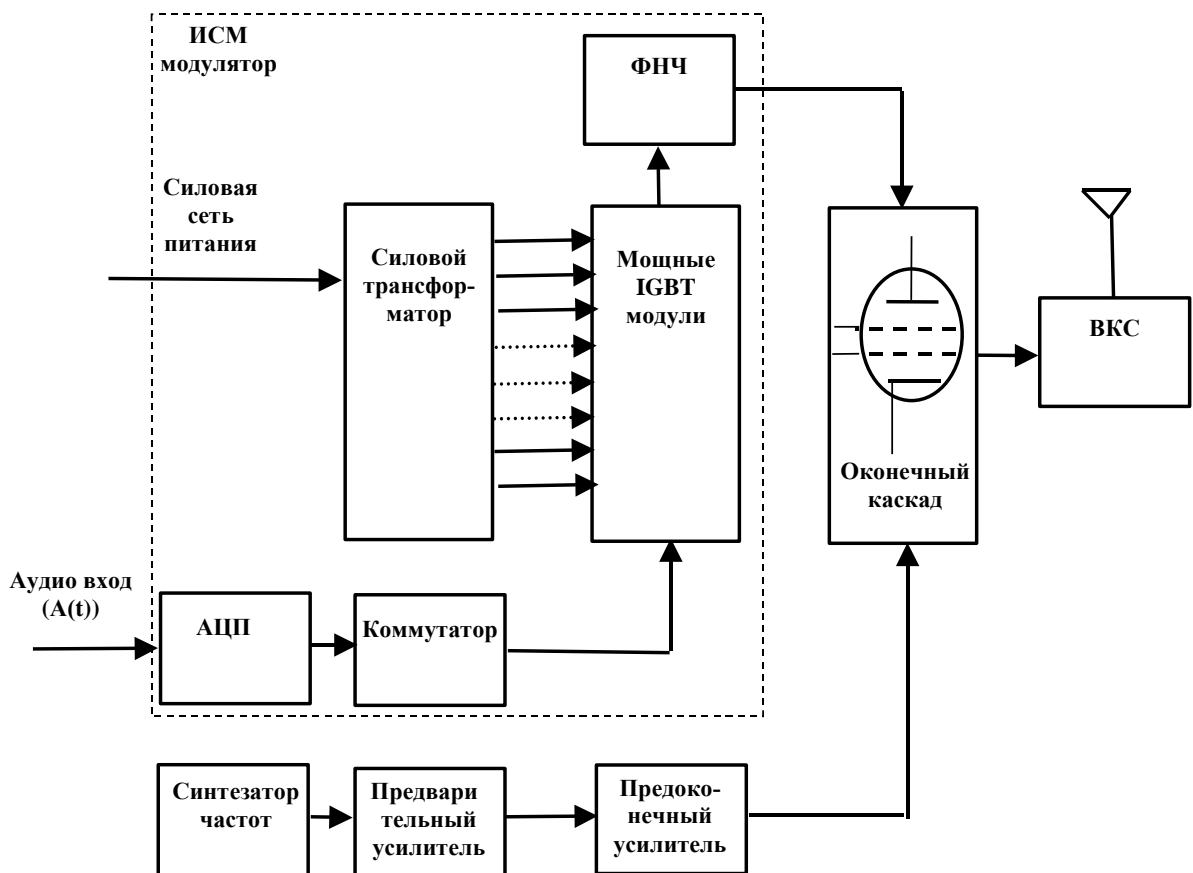 ИСМ
модулятор
ФНЧ
Силовая
сеть
питания
Силовой
трансфор-
матор
Мощные
IGBT
модули
ВКС
Оконечный
каскад
Аудио вход
(A(t))
АЦП
Коммутатор
Синтезатор
частот
Предвари
тельный
усилитель
Предоко-
нечный
усилитель